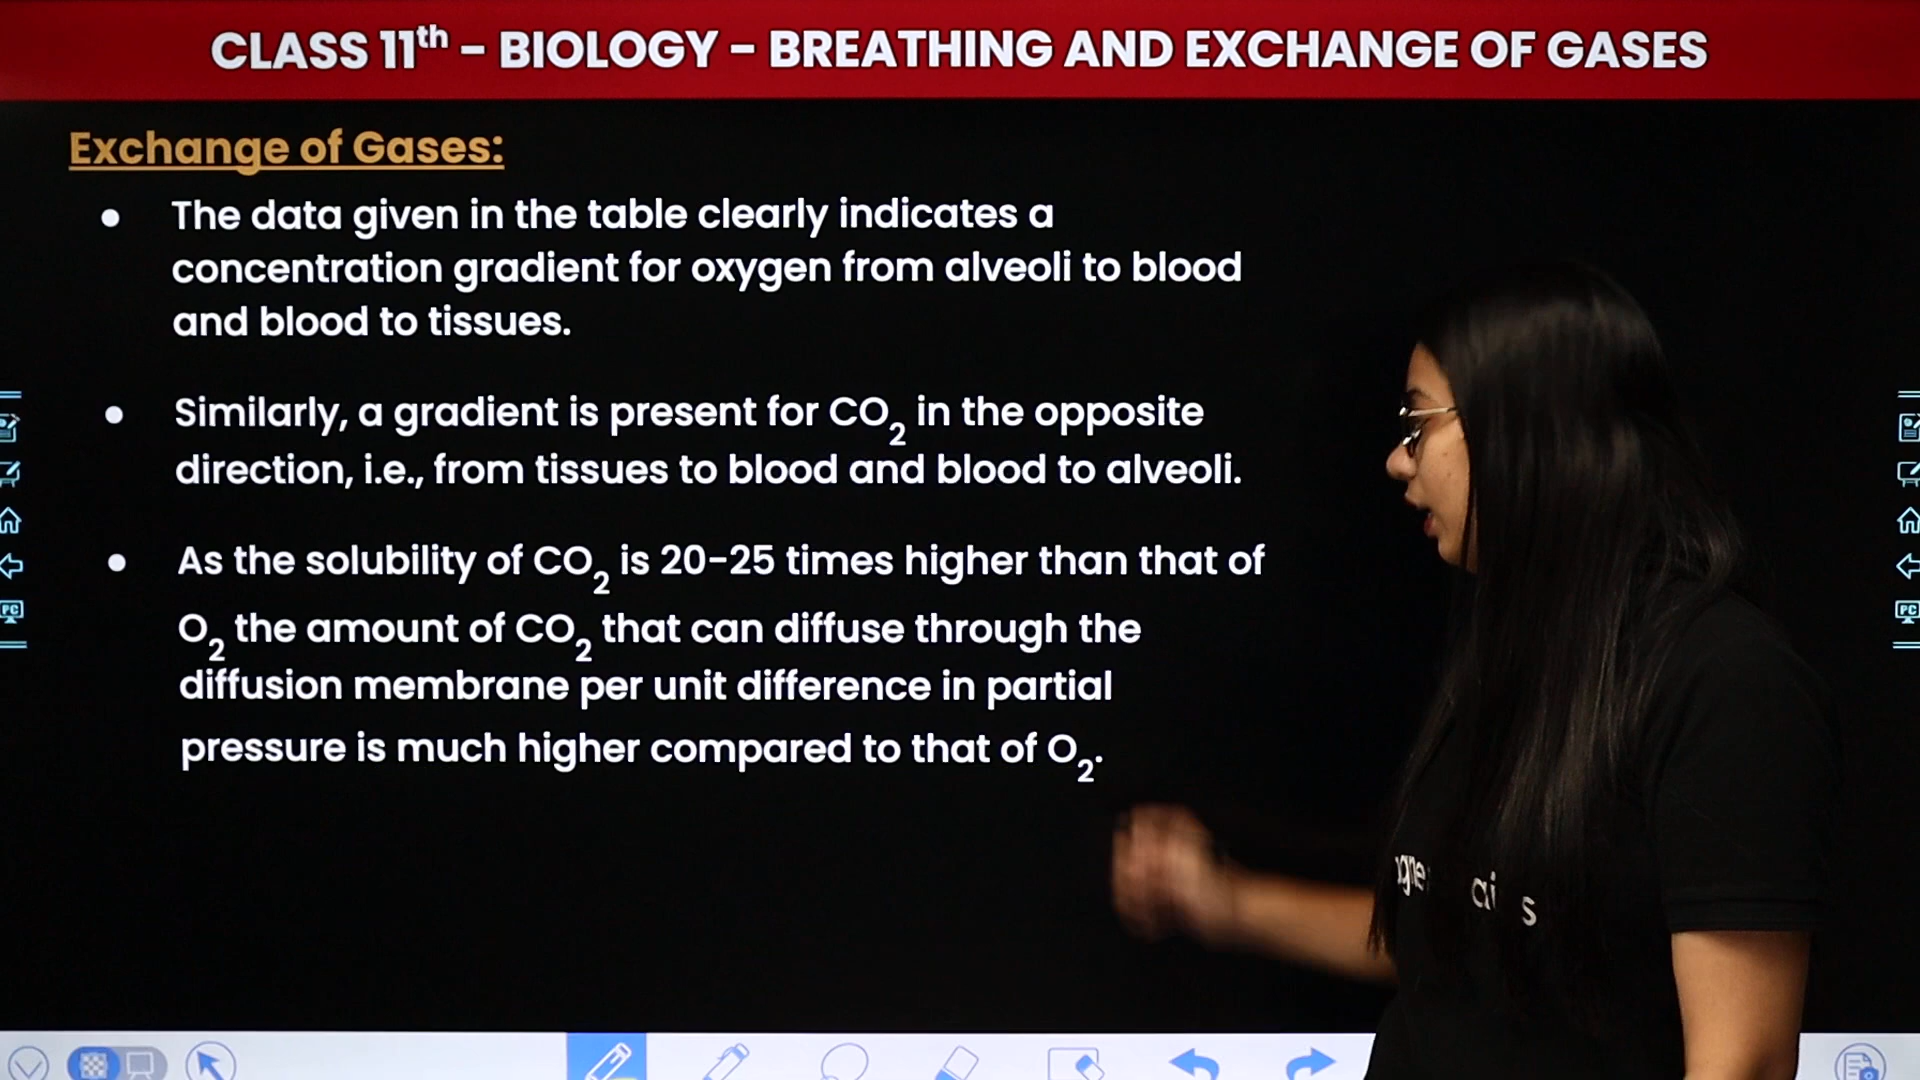 CLASS 11th - BIOLOGY - BREATHING AND EXCHANGE OF GASES
Exchange of Gases:
● The data given in the table clearly indicates a
concentration gradient for oxygen from alveoli to blood
and blood to tissues.
● Similarly, a gradient is present for CO2 in the opposite
direction, i.e., from tissues to blood and blood to alveoli.
● As the solubility of CO2 is 20-25 times higher than that of
O2 the amount of CO2 that can diffuse through the
diffusion membrane per unit difference in partial
pressure is much higher compared to that of O2.
PC
PC